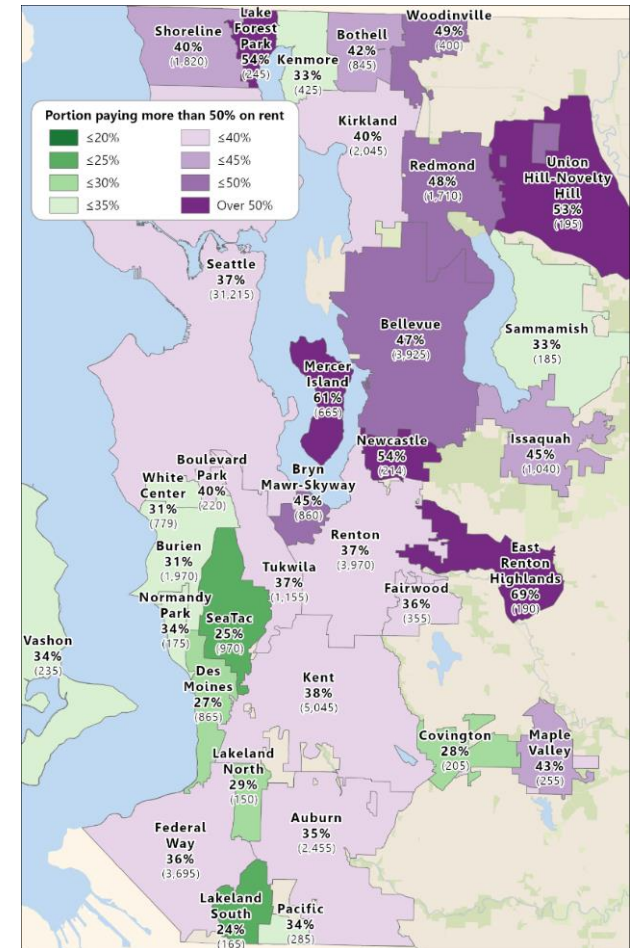 Shoreline
40%
(1,820)
Lake
Forest
Park
54%
(245)
Kenmore
33%
(425)
Bothell
42%
(845)
Woodinville
49%
(400)
Portion paying more than 50% on rent
≤20%
≤25%
≤30%
≤35%
≤40%
≤45%
≤50%
Over 50%
Kirkland
40%
(2,045)
Redmond
48%
(1,710)
Union
Hill-Novelty
Hill
53%
(195)
Seattle
37%
(31,215)
Bellevue
47%
(3,925)
Sammamish
33%
(185)
Mercer
Island
61%
(665)
Newcastle
54%
(214)
Issaquah
45%
(1,040)
Boulevard
Park
40%
(220)
White
Center
31%
(779)
Bryn
Mawr-Skyway
45%
(860)
Burien
31%
(1,970)
Tukwila
37%
(1,155)
Renton
37%
(3,970)
East
Renton
Highlands
69%
(190)
Fairwood
36%
(355)
Normandy
Park
34%
(175)
SeaTac
25%
(970)
Vashon
34%
(235)
Des
Moines
27%
(865)
Kent
38%
(5,045)
Covington
28%
(205)
Maple
Valley
43%
(255)
Lakeland
North
29%
(150)
Auburn
35%
(2,455)
Federal
Way
36%
(3,695)
Lakeland
South
24%
(165)
Pacific
34%
(285)